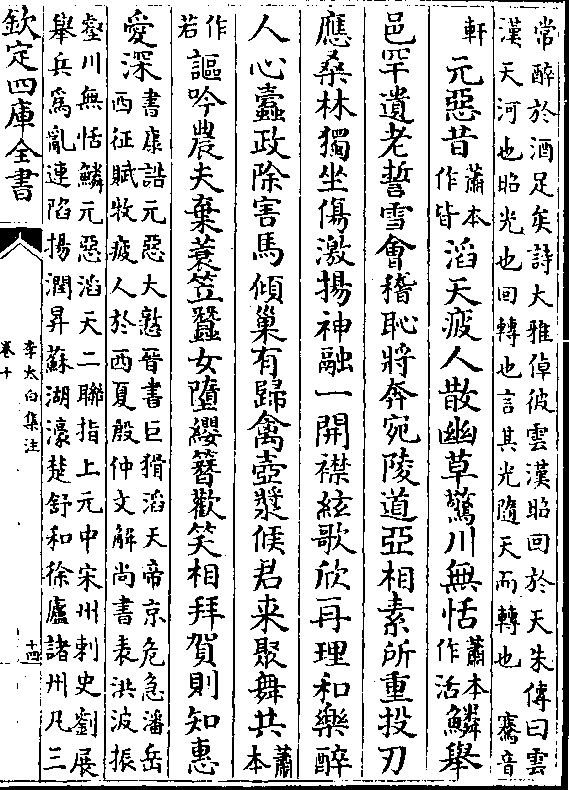 常醉於酒足矣詩大雅倬彼雲漢昭回於天朱傳曰雲
漢天河也昭光也回轉也言其光隨天而轉也 鶱音
軒 元惡昔蕭本作皆滔天疲人散幽草驚川無恬蕭本作活鱗舉
邑罕遺老誓雪會稽恥將奔宛陵道亞相素所重投刃
應桑林獨坐傷激揚神融一開襟絃歌欣再理和樂醉
人心蠧政除害馬傾巢有歸禽壺漿候君来聚舞共蕭本
作若謳吟農夫棄蓑笠蠶女墮纓簪歡笑相拜賀則知惠
愛深書康誥元惡大憝晉書巨猾滔天帝京危急潘岳
西征賦牧疲人於西夏殷仲文解尚書表洪波振
壑川無恬鱗元惡滔天二聯指上元中宋州刺史劉展
舉兵為亂連陷揚潤昇蘇湖濠楚舒和徐廬諸州凡三
欽定四庫全書
李太白集注
卷十
十四